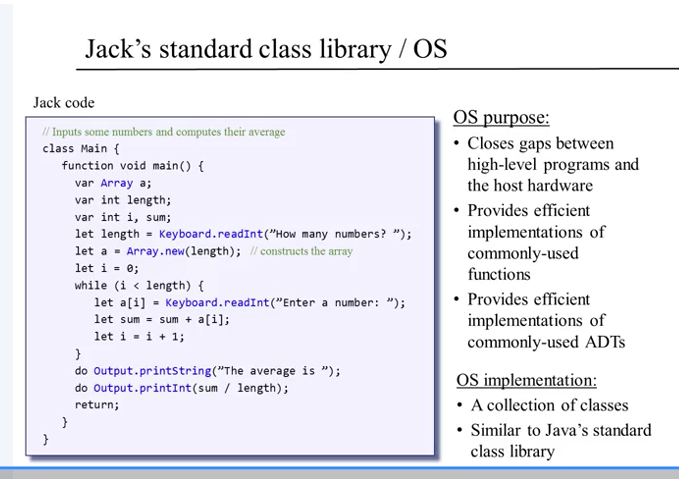 Jack’s standard class library / OS
Jack code
// Inputs some numbers and computes their average
class Main {
function void main() {
var Array a;
var int length;
var int i, sum;
let length = Keyboard.readInt(”How many numbers? ”);
let a = Array.new(length); // constructs the array
let i = 0;
while (i < length) {
let a[i] = Keyboard.readInt(”Enter a number: ”);
let sum = sum + a[i];
let i = i + 1;
}
do Output.printString(”The average is ”);
do Output.printInt(sum / length);
return;
}
}
OS purpose:
• Closes gaps between
high-level programs and
the host hardware
• Provides efficient
implementations of
commonly-used
functions
• Provides efficient
implementations of
commonly-used ADTs
OS implementation:
• A collection of classes
• Similar to Java’s standard
class library